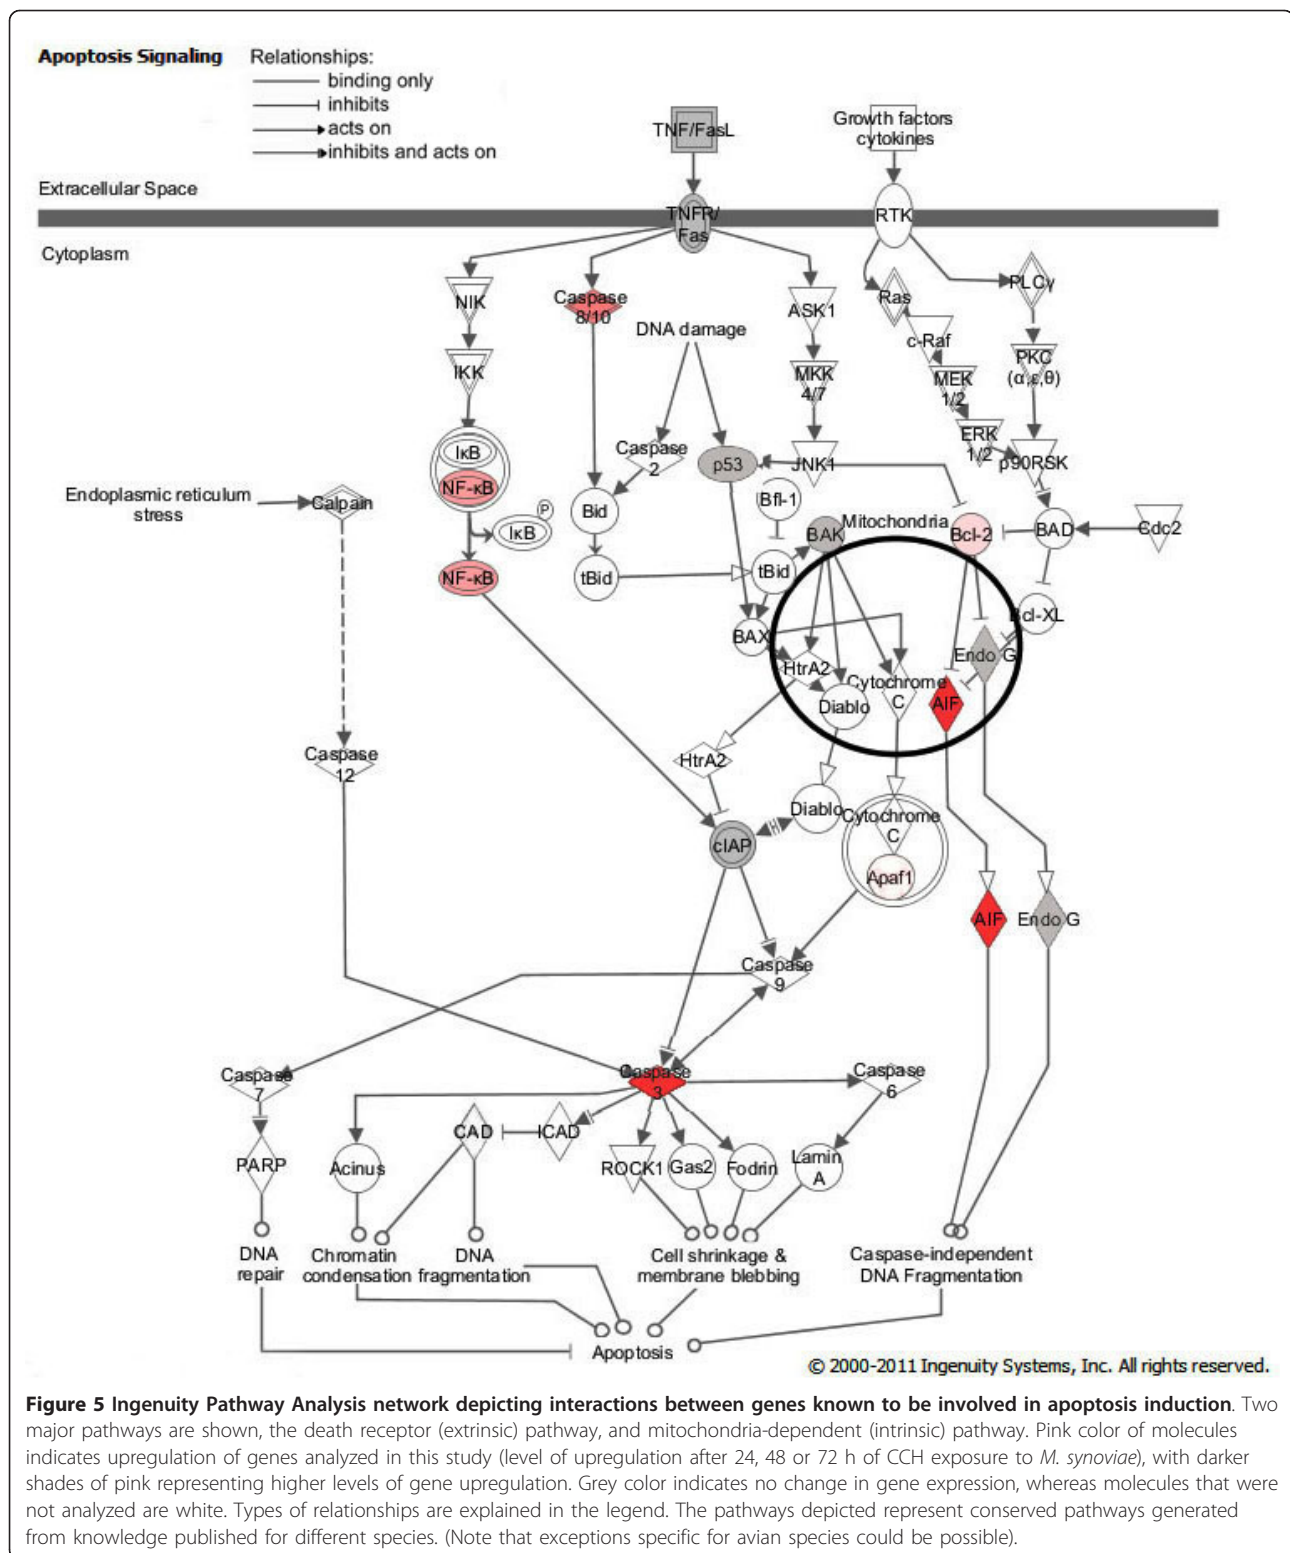 Apoptosis Signaling
Relationships:
binding only
inhibits
acts on
inhibits and acts on
TNF/FasL
Growth factors
cytokines
Extracellular Space
TNFR/
Fas
RTK
Cytoplasm
NIK
Caspase
8/10
ASK1
Ras
PLCγ
DNA damage
c-Raf
IKK
MKK
4/7
MEK
1/2
PKC
(α,ε,θ)
IκB
NF-κB
Caspase
2
p53
JNK1
ERK
1/2
p90RSK
Endoplasmic reticulum
stress
Calpain
P
IκB
Bid
Bfl-1
BAK
Mitochondria
Bcl-2
BAD
Cdc2
NF-κB
tBid
tBid
Bcl-XL
BAX
HtrA2
Endo G
Cytochrome
C
Diablo
AIF
Caspase
12
HtrA2
Diablo
Cytochrome
C
cIAP
Apaf1
AIF
Endo G
Caspase
9
Caspase
7
Caspase
3
Caspase
6
CAD
ICAD
PARP
Acinus
ROCK1
Gas2
Fodrin
Lamin
A
DNA
repair
Chromatin
condensation
DNA
fragmentation
Cell shrinkage &
membrane blebbing
Caspase-independent
DNA Fragmentation
Apoptosis
© 2000-2011 Ingenuity Systems, Inc. All rights reserved.
Figure 5 Ingenuity Pathway Analysis network depicting interactions between genes known to be involved in apoptosis induction. Two
major pathways are shown, the death receptor (extrinsic) pathway, and mitochondria-dependent (intrinsic) pathway. Pink color of molecules
indicates upregulation of genes analyzed in this study (level of upregulation after 24, 48 or 72 h of CCH exposure to M. synoviae), with darker
shades of pink representing higher levels of gene upregulation. Grey color indicates no change in gene expression, whereas molecules that were
not analyzed are white. Types of relationships are explained in the legend. The pathways depicted represent conserved pathways generated
from knowledge published for different species. (Note that exceptions specific for avian species could be possible).